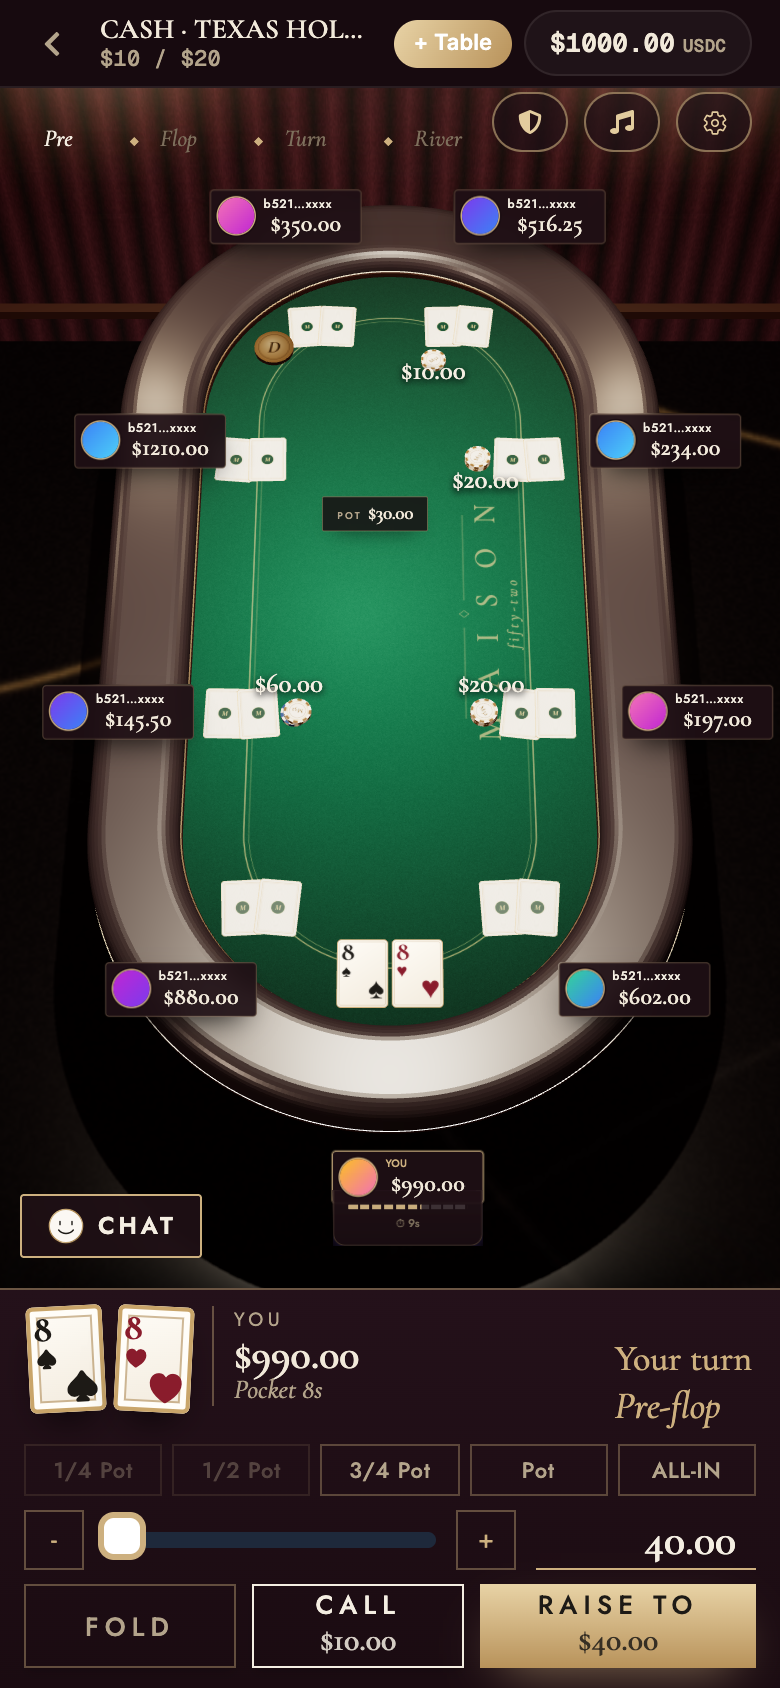 CASH · TEXAS HOL...
$10 / $20
+ Table
$1000.00 USDC
Pre
Flop
Turn
River
b521...xxxx
$350.00
b521...xxxx
$516.25
D
$10.00
b521...xxxx
$1210.00
b521...xxxx
$234.00
$20.00
POT $30.00
MAISON
fifty-two
$60.00
$20.00
b521...xxxx
$145.50
b521...xxxx
$197.00
8
8
b521...xxxx
$880.00
b521...xxxx
$602.00
YOU
$990.00
9s
CHAT
8
8
YOU
$990.00
Pocket 8s
Your turn
Pre-flop
1/4 Pot
1/2 Pot
3/4 Pot
Pot
ALL-IN
-
+
40.00
FOLD
CALL
$10.00
RAISE TO
$40.00